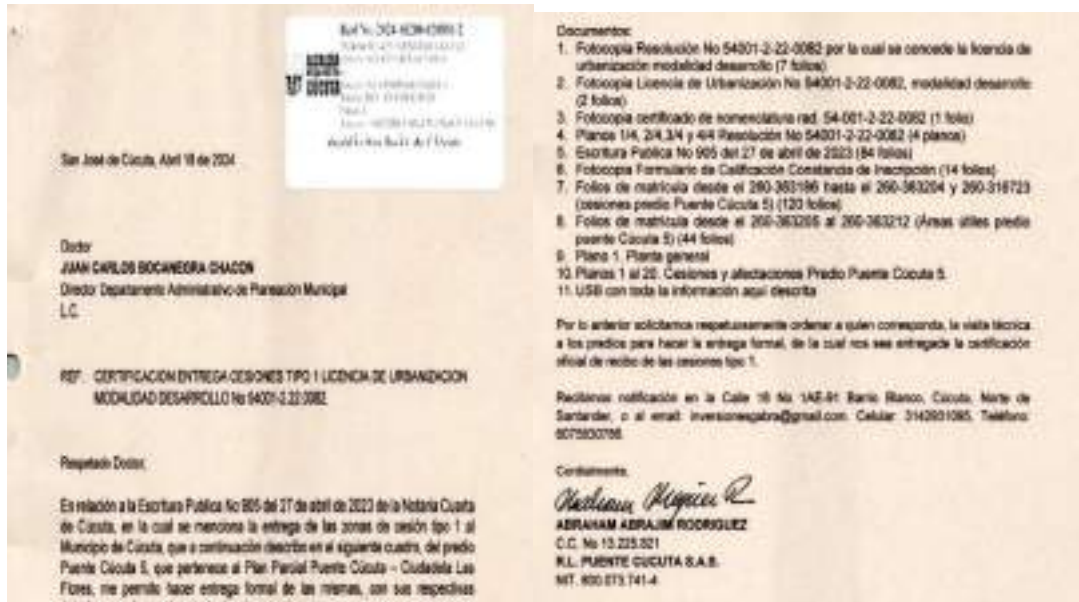 San José de Cúcuta, Abril 18 de 2024
Doctor
JUAN CARLOS BOCANEGRA CHACON
Director Departamento Administrativo de Planeación Municipal
L.C.
REF.: CERTIFICACION ENTREGA CESIONES TIPO 1 LICENCIA DE URBANIZACION
MODALIDAD DESARROLLO No 54001-2.22.0082.
Respetado Doctor,
En relación a la Escritura Publica No 905 del 27 de abril de 2023 de la Notaria Cuarta
de Cúcuta, en la cual se menciona la entrega de las zonas de cesión tipo 1 al
Municipio de Cúcuta, que a continuación describo en el siguiente cuadro, del predio
Puente Cúcuta 5, que pertenece al Plan Parcial Puente Cúcuta – Ciudadela Las
Flores, me permito hacer entrega formal de las mismas, con sus respectivas
Documentos:
1. Fotocopia Resolución No 54001-2-22-0082 por la cual se concede la licencia de
urbanización modalidad desarrollo (7 folios)
2. Fotocopia Licencia de Urbanización No 54001-2-22-0082, modalidad desarrollo
(2 folios)
3. Fotocopia certificado de nomenclatura rad. 54-001-2-22-0082 (1 folio)
4. Planos 1/4, 2/4,3/4 y 4/4 Resolución No 54001-2-22-0082 (4 planos)
5. Escritura Publica No 905 del 27 de abril de 2023 (84 folios)
6. Fotocopia Formulario de Calificación Constancia de Inscripción (14 folios)
7. Folios de matrícula desde el 260-363186 hasta el 260-363204 y 260-316723
(cesiones predio Puente Cúcuta 5) (120 folios)
8. Folios de matrícula desde el 260-363205 al 260-363212 (Áreas útiles predio
puente Cúcuta 5) (44 folios)
9. Plano 1. Planta general
10. Planos 1 al 20. Cesiones y afectaciones Predio Puente Cúcuta 5.
11. USB con toda la información aquí descrita
Por lo anterior solicitamos respetuosamente ordenar a quien corresponda, la visita técnica
a los predios para hacer la entrega formal, de la cual nos sea entregada la certificación
oficial de recibo de las cesiones tipo 1.
Recibimos notificación en la Calle 16 No 1AE-91 Barrio Blanco, Cúcuta, Norte de
Santander, o al email: inversionesgabra@gmail.com Celular: 3142931095, Teléfono:
Cordialmente,
ABRAHAM ABRAJIM RODRIGUEZ
C.C. No 13.225.821
R.L. PUENTE CUCUTA S.A.S.
NIT. 800.073.741-4